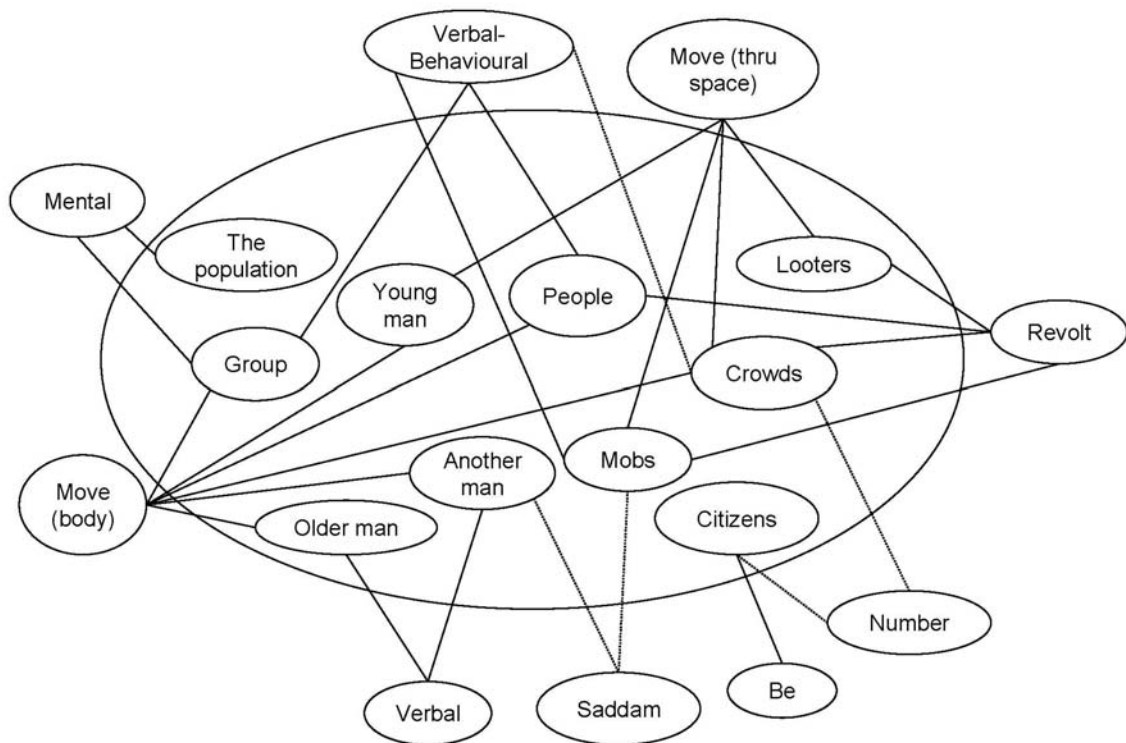 Verbal-
Behavioural
Move (thru
space)
Mental
The
population
Young
man
People
Looters
Revolt
Group
Crowds
Another
man
Mobs
Move
(body)
Older man
Citizens
Number
Verbal
Saddam
Be